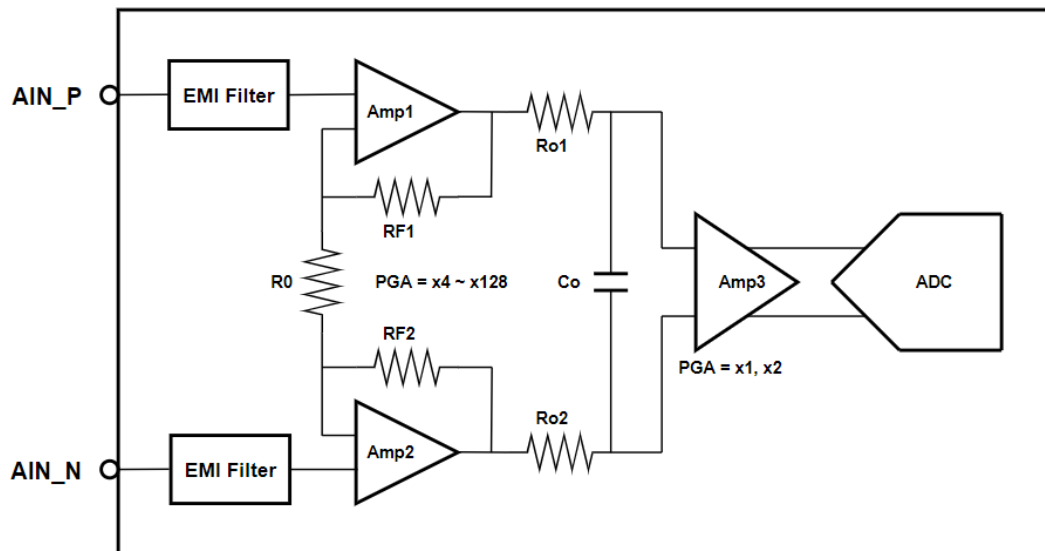 AIN_P
EMI Filter
Amp1
Ro1
RF1
R0
PGA = x4 ~ x128
Co
Amp3
ADC
RF2
PGA = x1, x2
Ro2
Amp2
AIN_N
EMI Filter